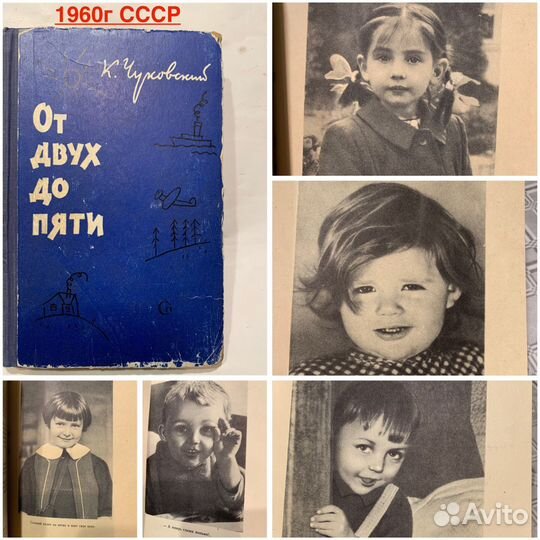 1960г СССР
К. Чуковский
От
двух
до
пяти
Avito